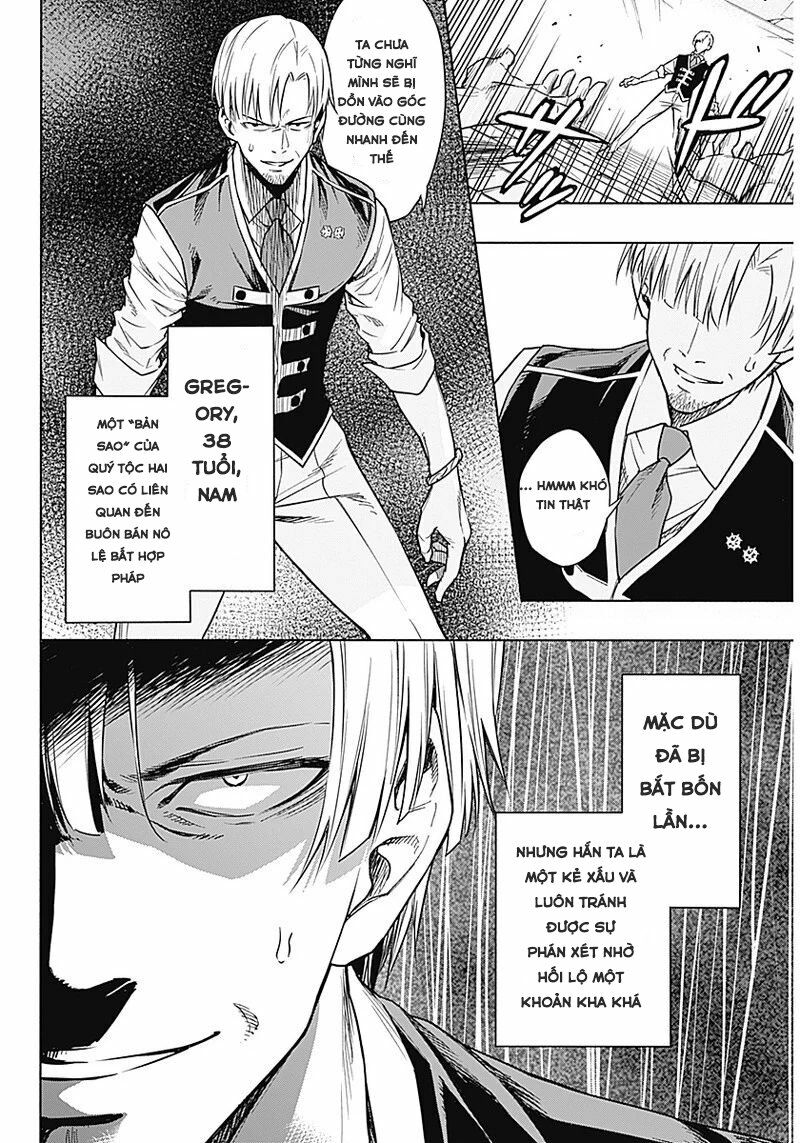 ザ
ザ
... HMMM KHÓ
TIN THẬT
TA CHƯA
TỪNG NGHĨ
MÌNH SẼ BỊ
DỒN VÀO GÓC
ĐƯỜNG CÙNG
NHANH ĐẾN
THẾ
GREG-
ORY,
38
TUỔI,
NAM
MỘT "BẢN
SAO" CỦA
QUÝ TỘC HAI
SAO CÓ LIÊN
QUAN ĐẾN
BUÔN BÁN NÔ
LỆ BẤT HỢP
PHÁP
MẶC DÙ
ĐÃ BỊ
BẮT BỐN
LẦN...
NHƯNG HẮN TA LÀ
MỘT KẺ XẤU VÀ
LUÔN TRÁNH
ĐƯỢC SỰ
PHÁN XÉT NHỜ
HỐI LỘ MỘT
KHOẢN KHA KHÁ